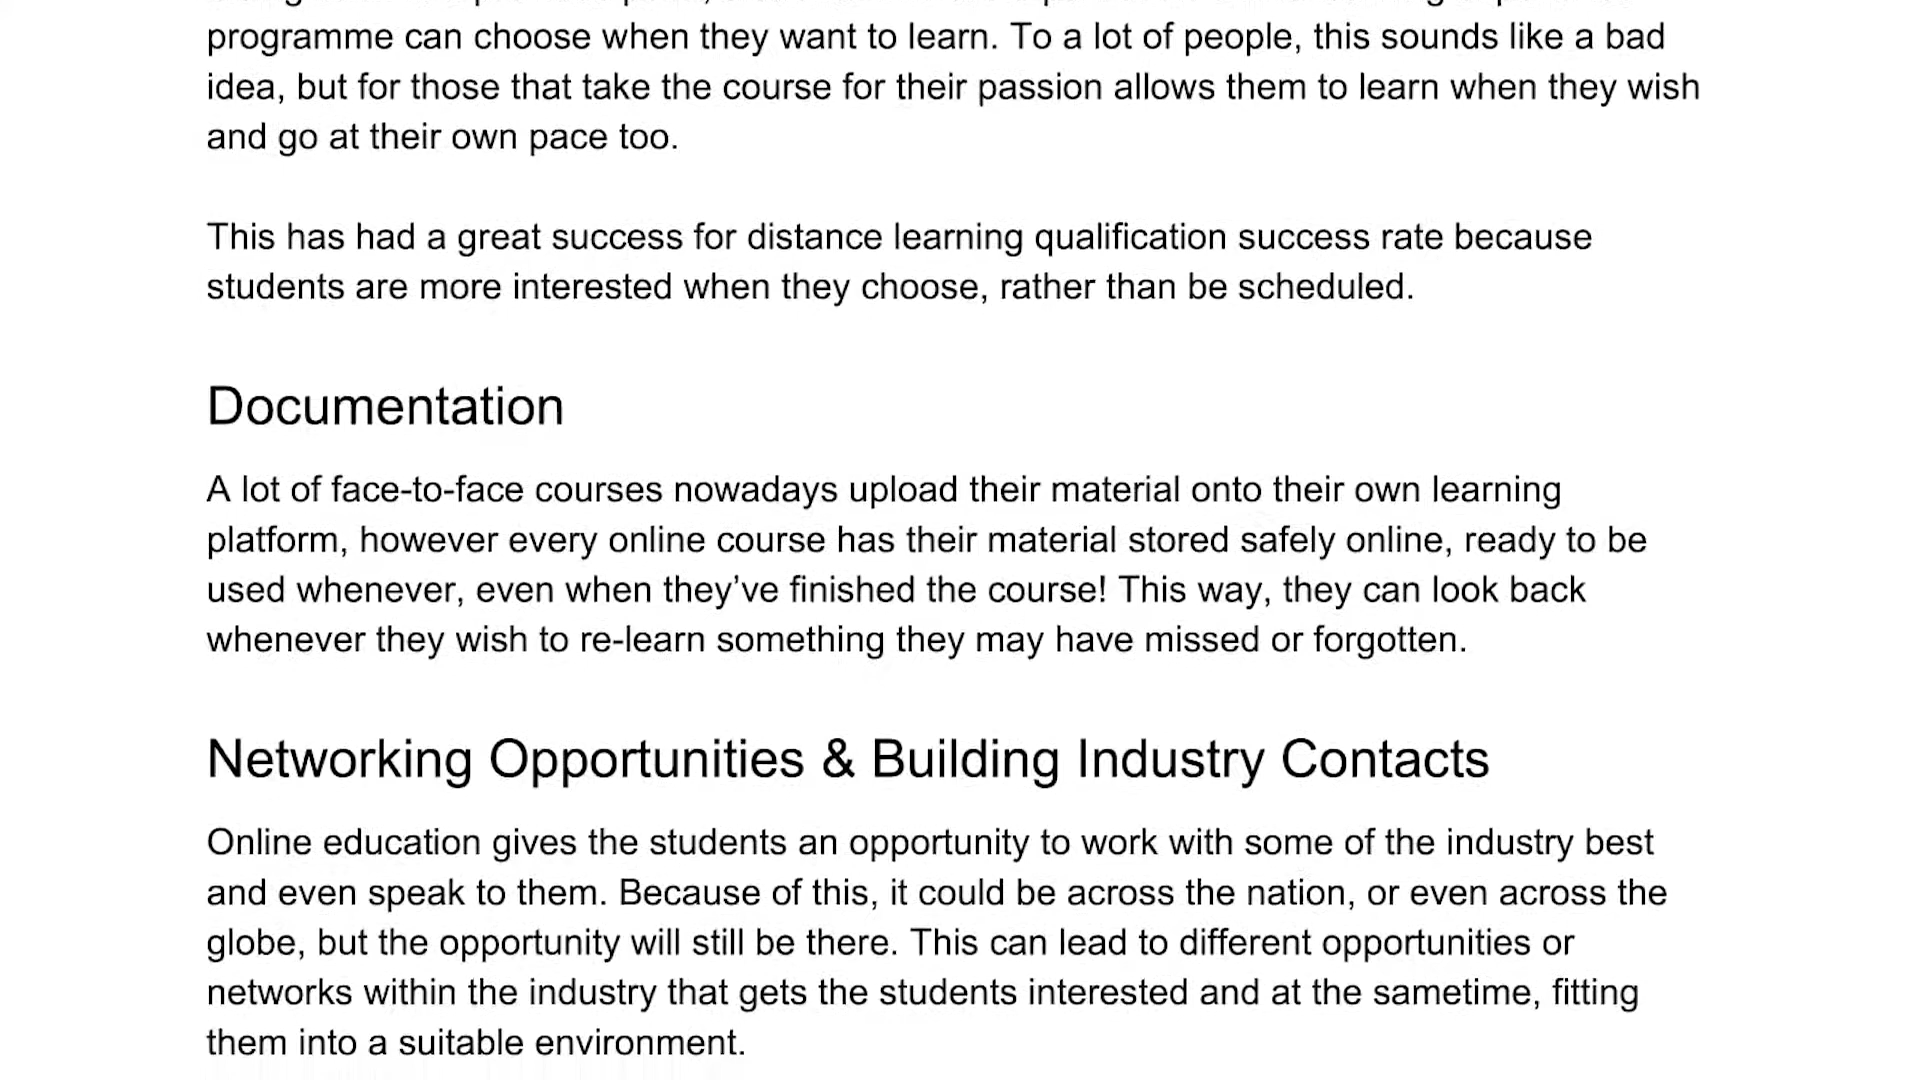 programme can choose when they want to learn. To a lot of people, this sounds like a bad
idea, but for those that take the course for their passion allows them to learn when they wish
and go at their own pace too.
This has had a great success for distance learning qualification success rate because
students are more interested when they choose, rather than be scheduled.
Documentation
A lot of face-to-face courses nowadays upload their material onto their own learning
platform, however every online course has their material stored safely online, ready to be
used whenever, even when they’ve finished the course! This way, they can look back
whenever they wish to re-learn something they may have missed or forgotten.
Networking Opportunities & Building Industry Contacts
Online education gives the students an opportunity to work with some of the industry best
and even speak to them. Because of this, it could be across the nation, or even across the
globe, but the opportunity will still be there. This can lead to different opportunities or
networks within the industry that gets the students interested and at the sametime, fitting
them into a suitable environment.